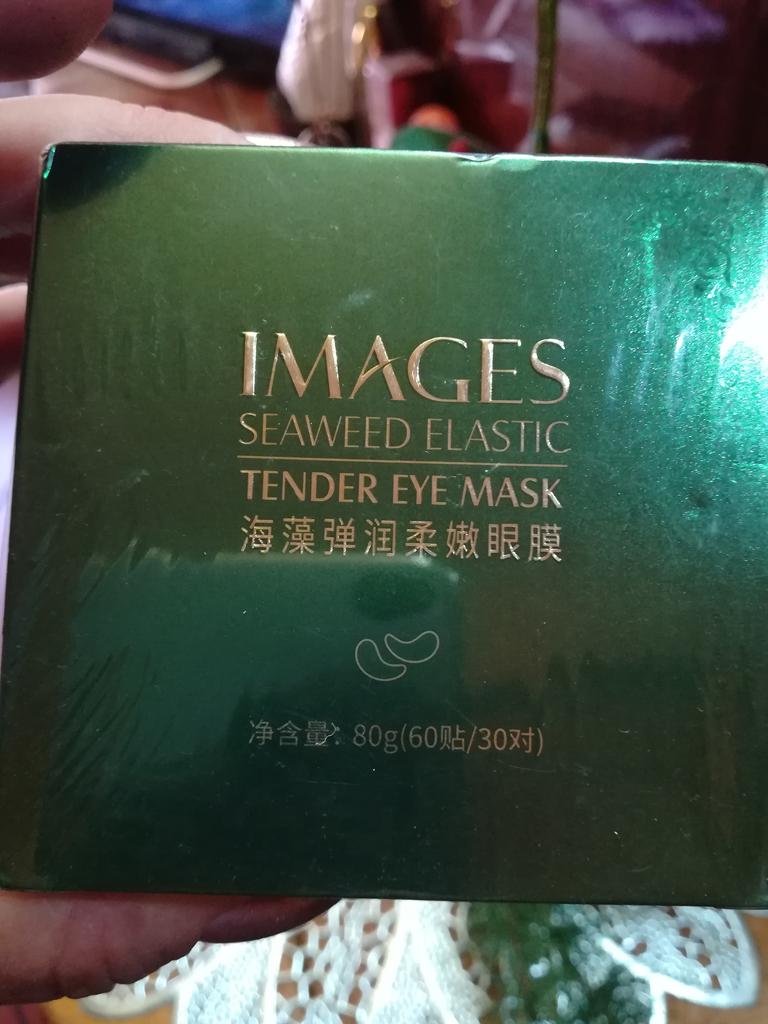 IMAGES
SEAWEED ELASTIC
TENDER EYE MASK
海藻弹润柔嫩眼膜
净含量: 80g(60贴/30对)